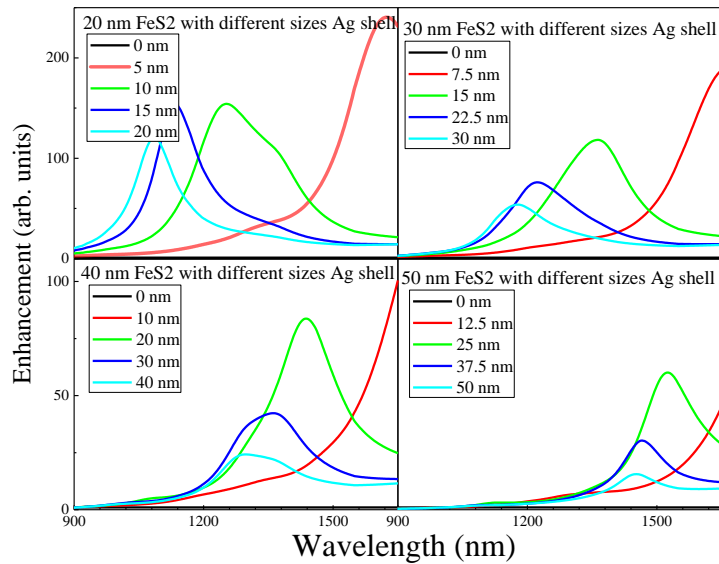 20 nm FeS2 with different sizes Ag shell
0 nm
5 nm
10 nm
15 nm
20 nm
30 nm FeS2 with different sizes Ag shell
0 nm
7.5 nm
15 nm
22.5 nm
30 nm
200
100
0
Enhancement (arb. units)
40 nm FeS2 with different sizes Ag shell
0 nm
10 nm
20 nm
30 nm
40 nm
50 nm FeS2 with different sizes Ag shell
0 nm
12.5 nm
25 nm
37.5 nm
50 nm
100
50
0
900 1200 1500 900 1200 1500
Wavelength (nm)